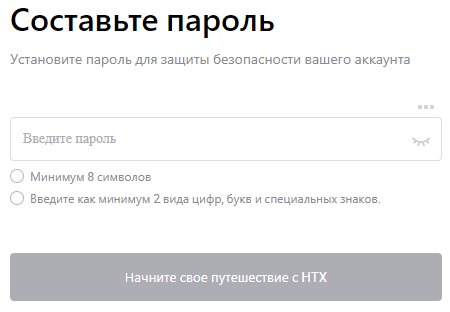 Составьте пароль
Установите пароль для защиты безопасности вашего аккаунта
Введите пароль
Минимум 8 символов
Введите как минимум 2 вида цифр, букв и специальных знаков.
Начните свое путешествие с HTX